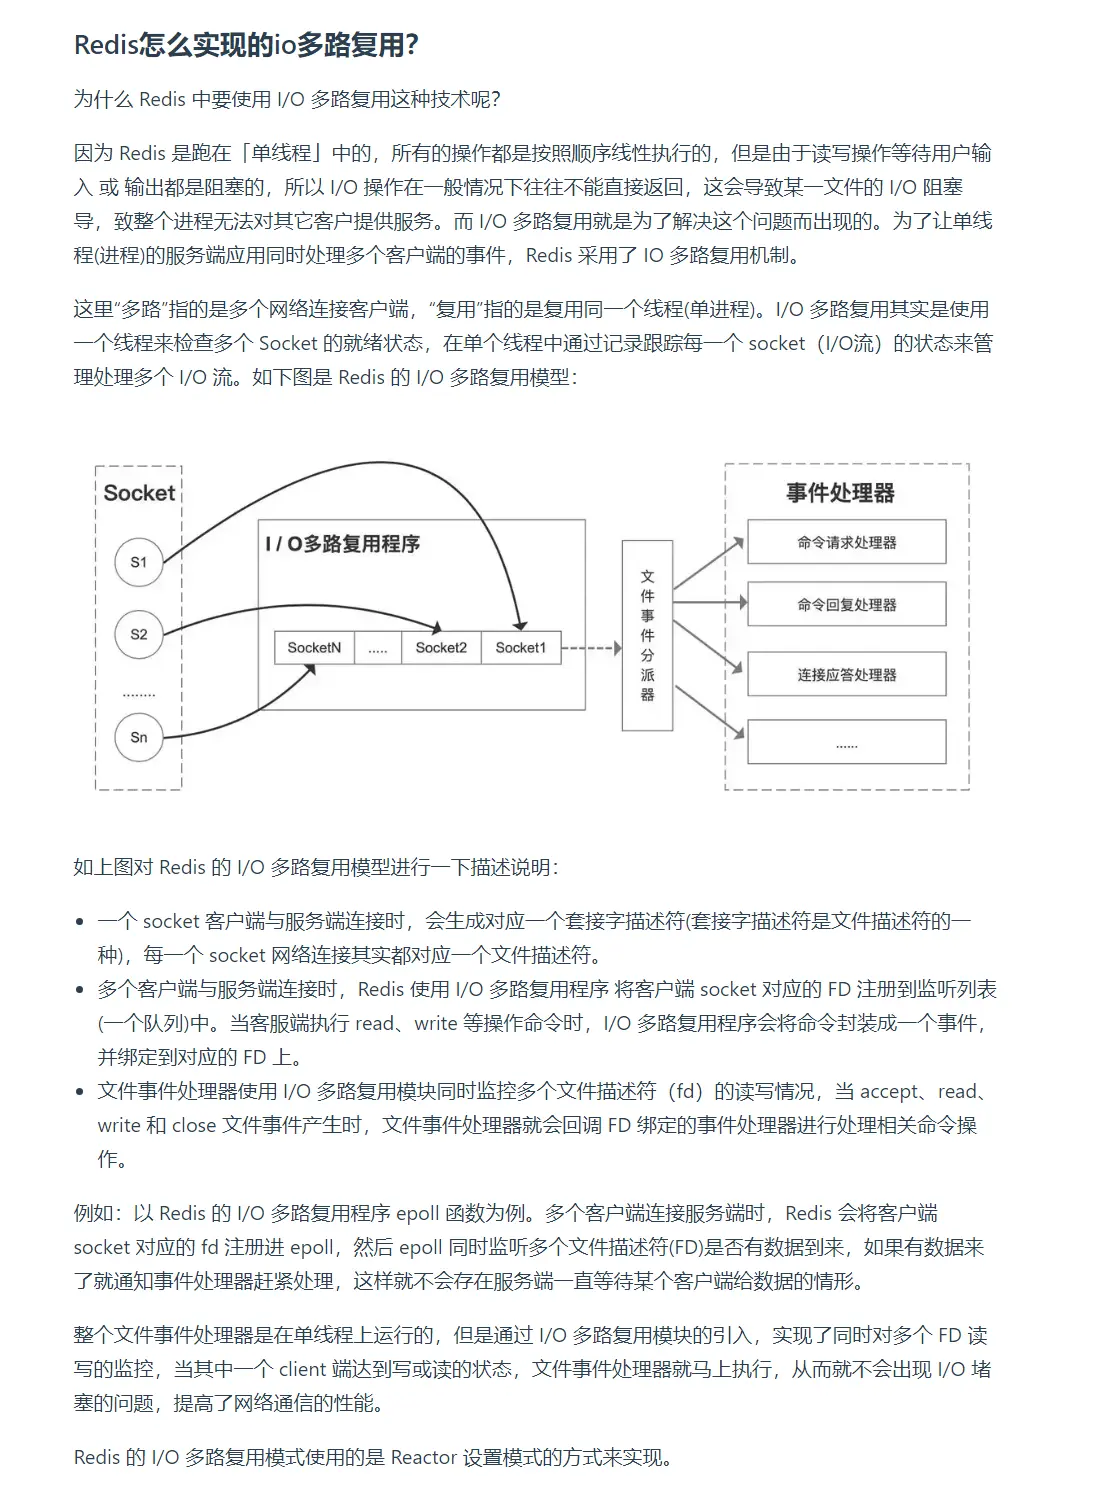 Redis怎么实现的io多路复用？
为什么 Redis 中要使用 I/O 多路复用这种技术呢？
因为 Redis 是跑在「单线程」中的，所有的操作都是按照顺序线性执行的，但是由于读写操作等待用户输
入 或 输出都是阻塞的，所以 I/O 操作在一般情况下往往不能直接返回，这会导致某一文件的 I/O 阻塞
导，致整个进程无法对其它客户提供服务。而 I/O 多路复用就是为了解决这个问题而出现的。为了让单线
程(进程)的服务端应用同时处理多个客户端的事件，Redis 采用了 IO 多路复用机制。
这里“多路”指的是多个网络连接客户端，“复用”指的是复用同一个线程(单进程)。I/O 多路复用其实是使用
一个线程来检查多个 Socket 的就绪状态，在单个线程中通过记录跟踪每一个 socket（I/O流）的状态来管
理处理多个 I/O 流。如下图是 Redis 的 I/O 多路复用模型：
Socket
S1
S2
........
Sn
I / O多路复用程序
SocketN
.....
Socket2
Socket1
文
件
事
件
分
派
器
事件处理器
命令请求处理器
命令回复处理器
连接应答处理器
......
如上图对 Redis 的 I/O 多路复用模型进行一下描述说明：
• 一个 socket 客户端与服务端连接时，会生成对应一个套接字描述符(套接字描述符是文件描述符的一
种)，每一个 socket 网络连接其实都对应一个文件描述符。
• 多个客户端与服务端连接时，Redis 使用 I/O 多路复用程序 将客户端 socket 对应的 FD 注册到监听列表
(一个队列)中。当客服端执行 read、write 等操作命令时，I/O 多路复用程序会将命令封装成一个事件，
并绑定到对应的 FD 上。
• 文件事件处理器使用 I/O 多路复用模块同时监控多个文件描述符（fd）的读写情况，当 accept、read、
write 和 close 文件事件产生时，文件事件处理器就会回调 FD 绑定的事件处理器进行处理相关命令操
作。
例如：以 Redis 的 I/O 多路复用程序 epoll 函数为例。多个客户端连接服务端时，Redis 会将客户端
socket 对应的 fd 注册进 epoll，然后 epoll 同时监听多个文件描述符(FD)是否有数据到来，如果有数据来
了就通知事件处理器赶紧处理，这样就不会存在服务端一直等待某个客户端给数据的情形。
整个文件事件处理器是在单线程上运行的，但是通过 I/O 多路复用模块的引入，实现了同时对多个 FD 读
写的监控，当其中一个 client 端达到写或读的状态，文件事件处理器就马上执行，从而就不会出现 I/O 堵
塞的问题，提高了网络通信的性能。
Redis 的 I/O 多路复用模式使用的是 Reactor 设置模式的方式来实现。